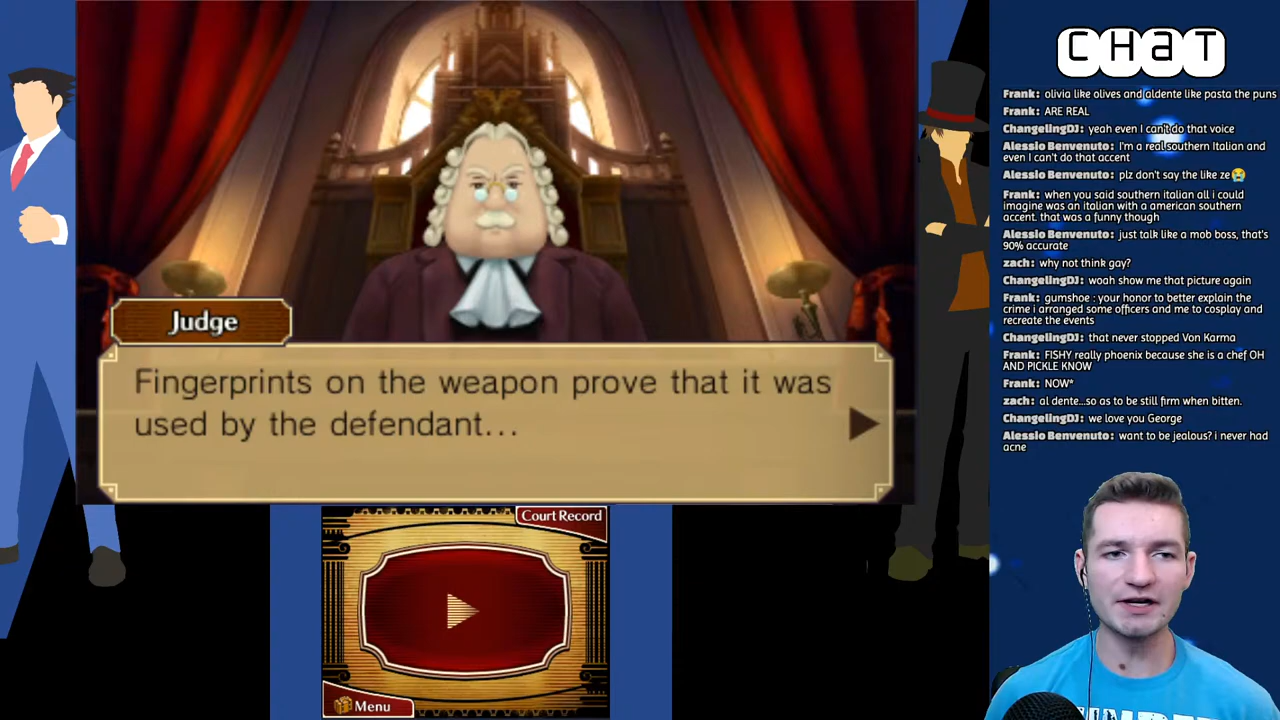 CHaT
Frank: olivia like olives and aldente like pasta the puns
Frank: ARE REAL
ChangelingDJ: yeah even I can't do that voice
Alessio Benvenuto: I'm a real southern Italian and
even I can't do that accent
Alessio Benvenuto: plz don't say the like ze😭
Frank: when you said southern italian all i could
imagine was an italian with a american southern
accent. that was a funny though
Alessio Benvenuto: just talk like a mob boss, that's
90% accurate
zach: why not think gay?
ChangelingDJ: woah show me that picture again
Frank: gumshoe : your honor to better explain the
crime i arranged some officers and me to cosplay and
recreate the events
ChangelingDJ: that never stopped Von Karma
Frank: FISHY really phoenix because she is a chef OH
AND PICKLE KNOW
Frank: NOW*
zach: al dente...so as to be still firm when bitten.
ChangelingDJ: we love you George
Alessio Benvenuto: want to be jealous? i never had
acne
Judge
Fingerprints on the weapon prove that it was
used by the defendant...
Court Record
Menu